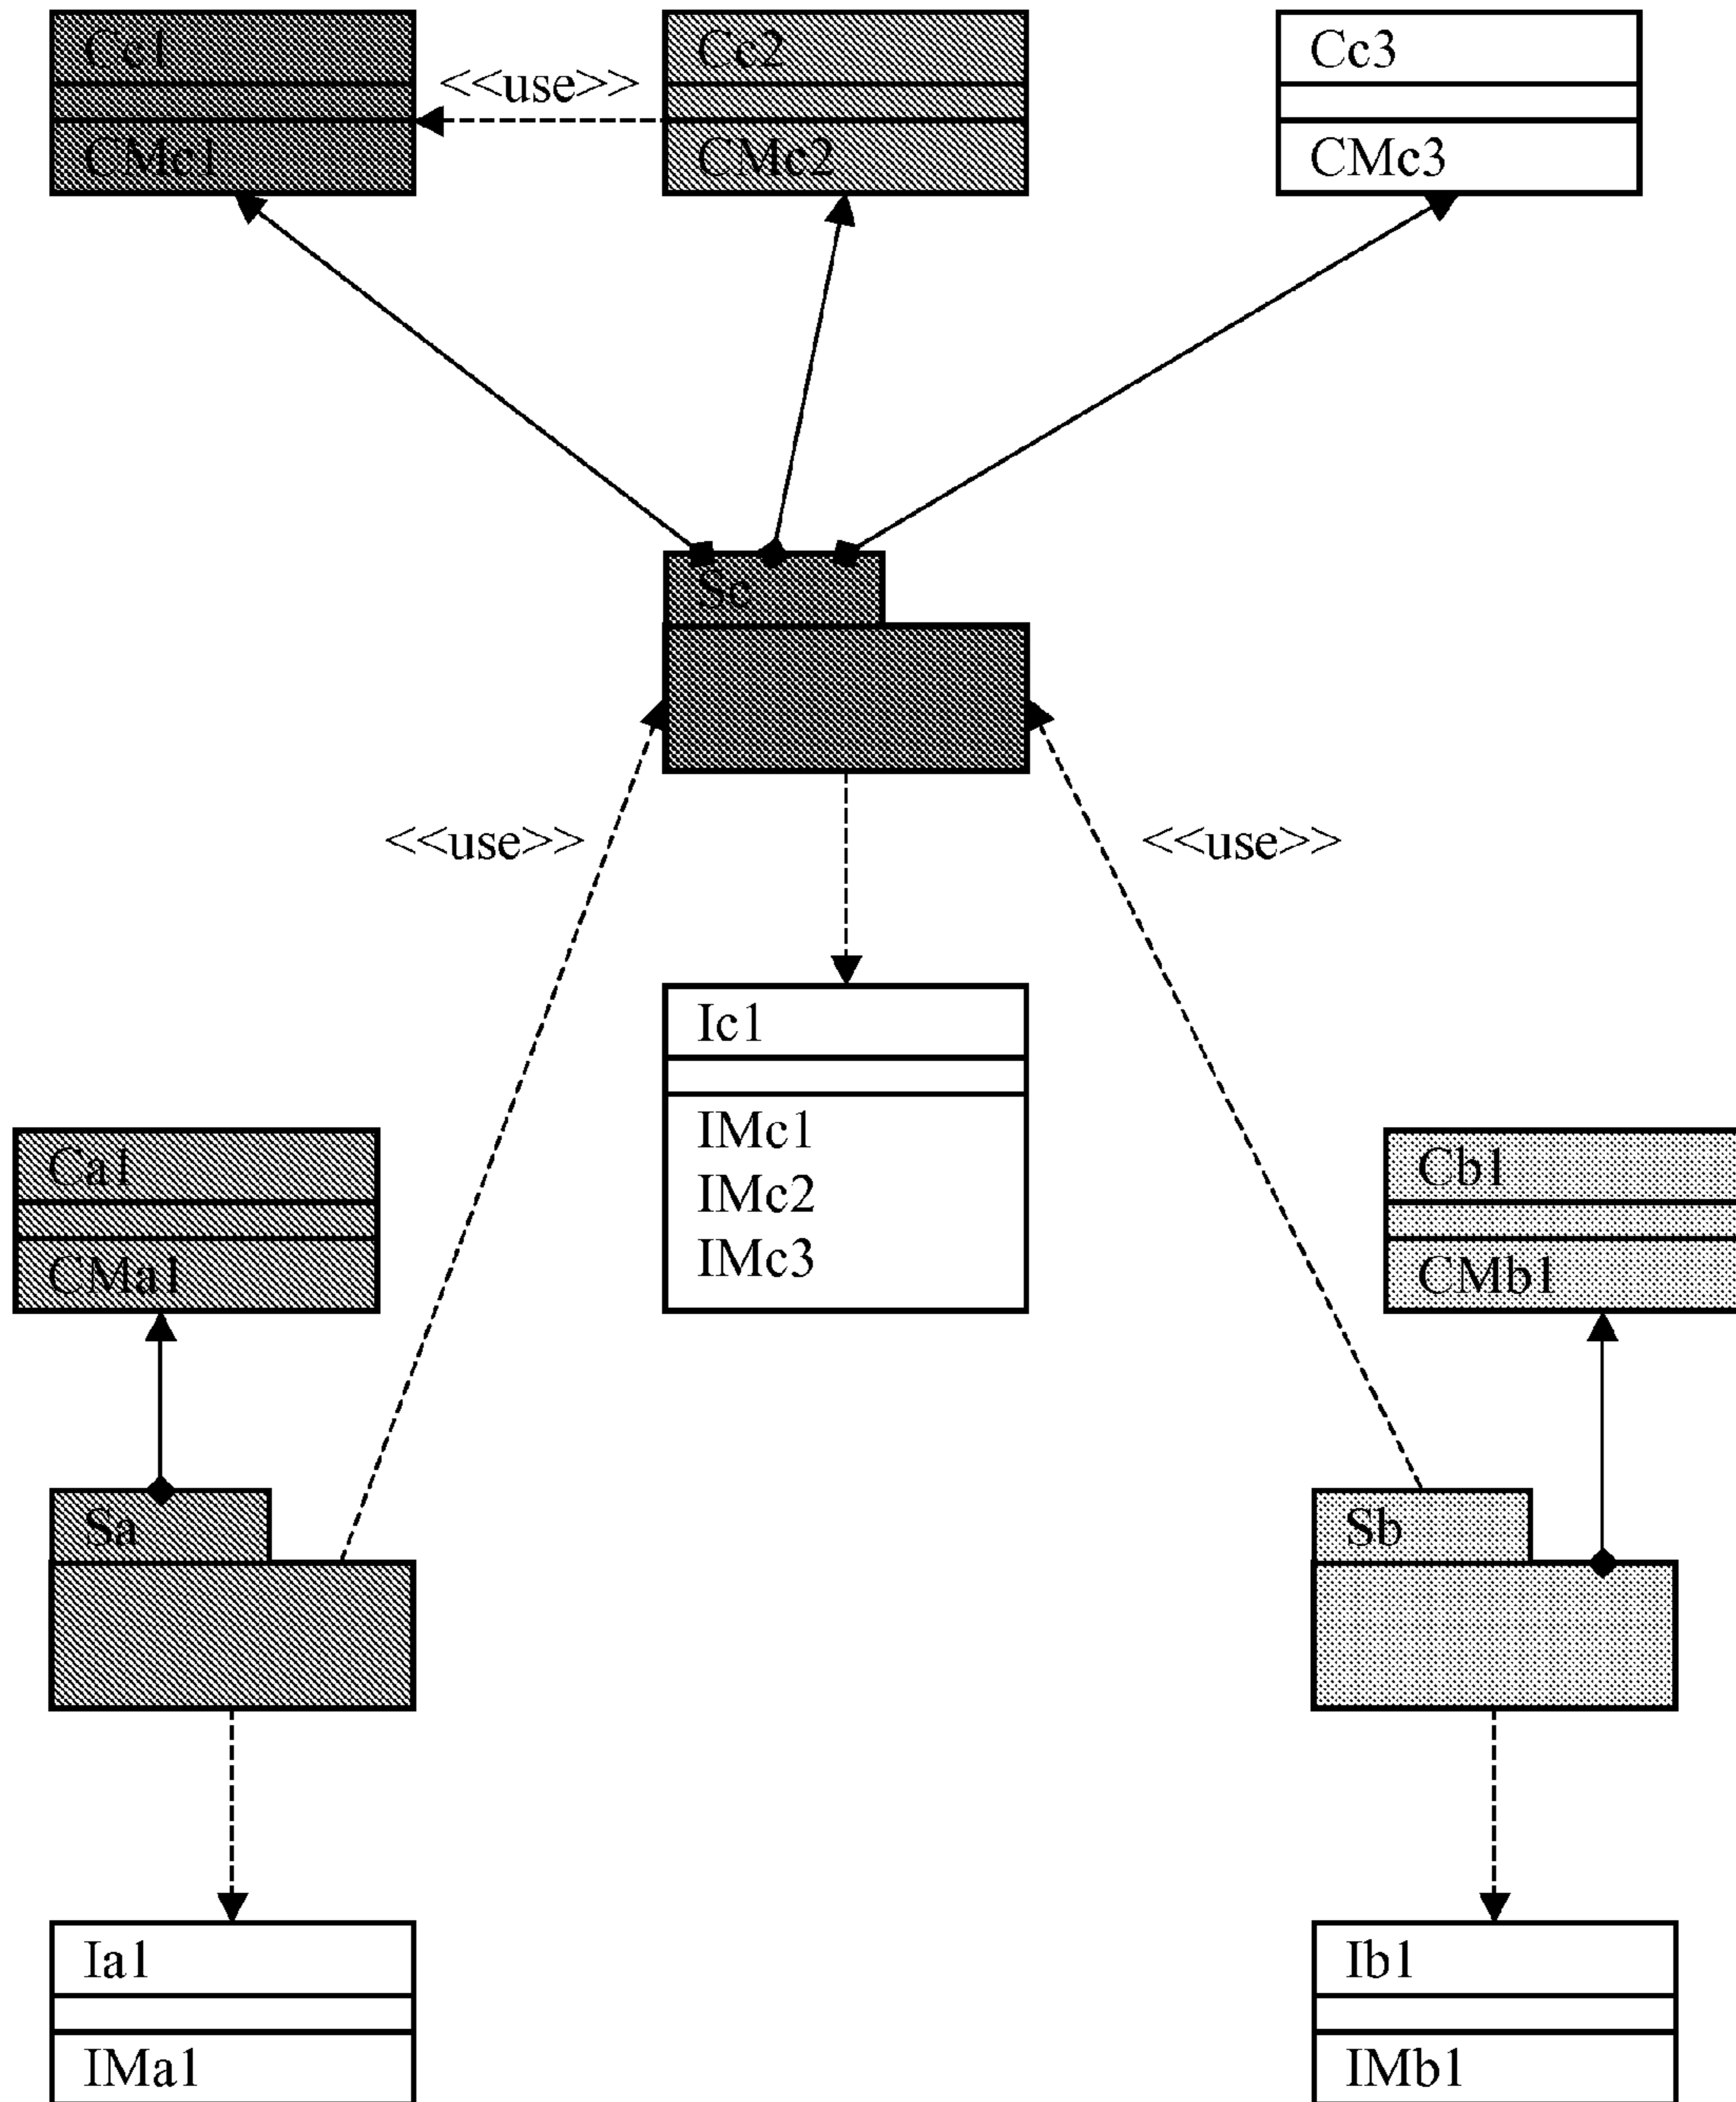 Cc1
Cc2
Cc3
<<use>>
CMc1
CMc2
CMc3
Sc
<<use>>
<<use>>
Ic1
IMc1
IMc2
IMc3
Ca1
CMa1
Cb1
CMb1
Sa
Sb
Ia1
IMa1
Ib1
IMb1